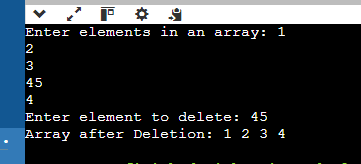 Enter elements in an array: 1
2
3
45
4
Enter element to delete: 45
Array after Deletion: 1 2 3 4